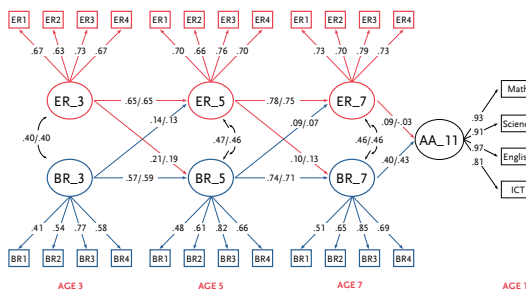 ER1 ER2 ER3 ER4 ER1 ER2 ER3 ER4 ER1 ER2 ER3 ER4
.67 .63 .73 .67 .70 .66 .76 .70 .73 .70 .79 .73
Math
ER_3 .65/.65 ER_5 .78/.75 ER_7
.93
.14/.13 .09/.07 .09/-.03
Scienc
.91
.40/.40 .47/.46 .46/.46 AA_11
.97 English
.21/.19 .10/.13 .81
BR_3 .57/.59 BR_5 .74/.71 BR_7 .40/.43
ICT
.41 .54 .77 .58 .48 .61 .82 .66 .51 .65 .85 .69
BR1 BR2 BR3 BR4 BR1 BR2 BR3 BR4 BR1 BR2 BR3 BR4
AGE 3 AGE 5 AGE 7 AGE 1